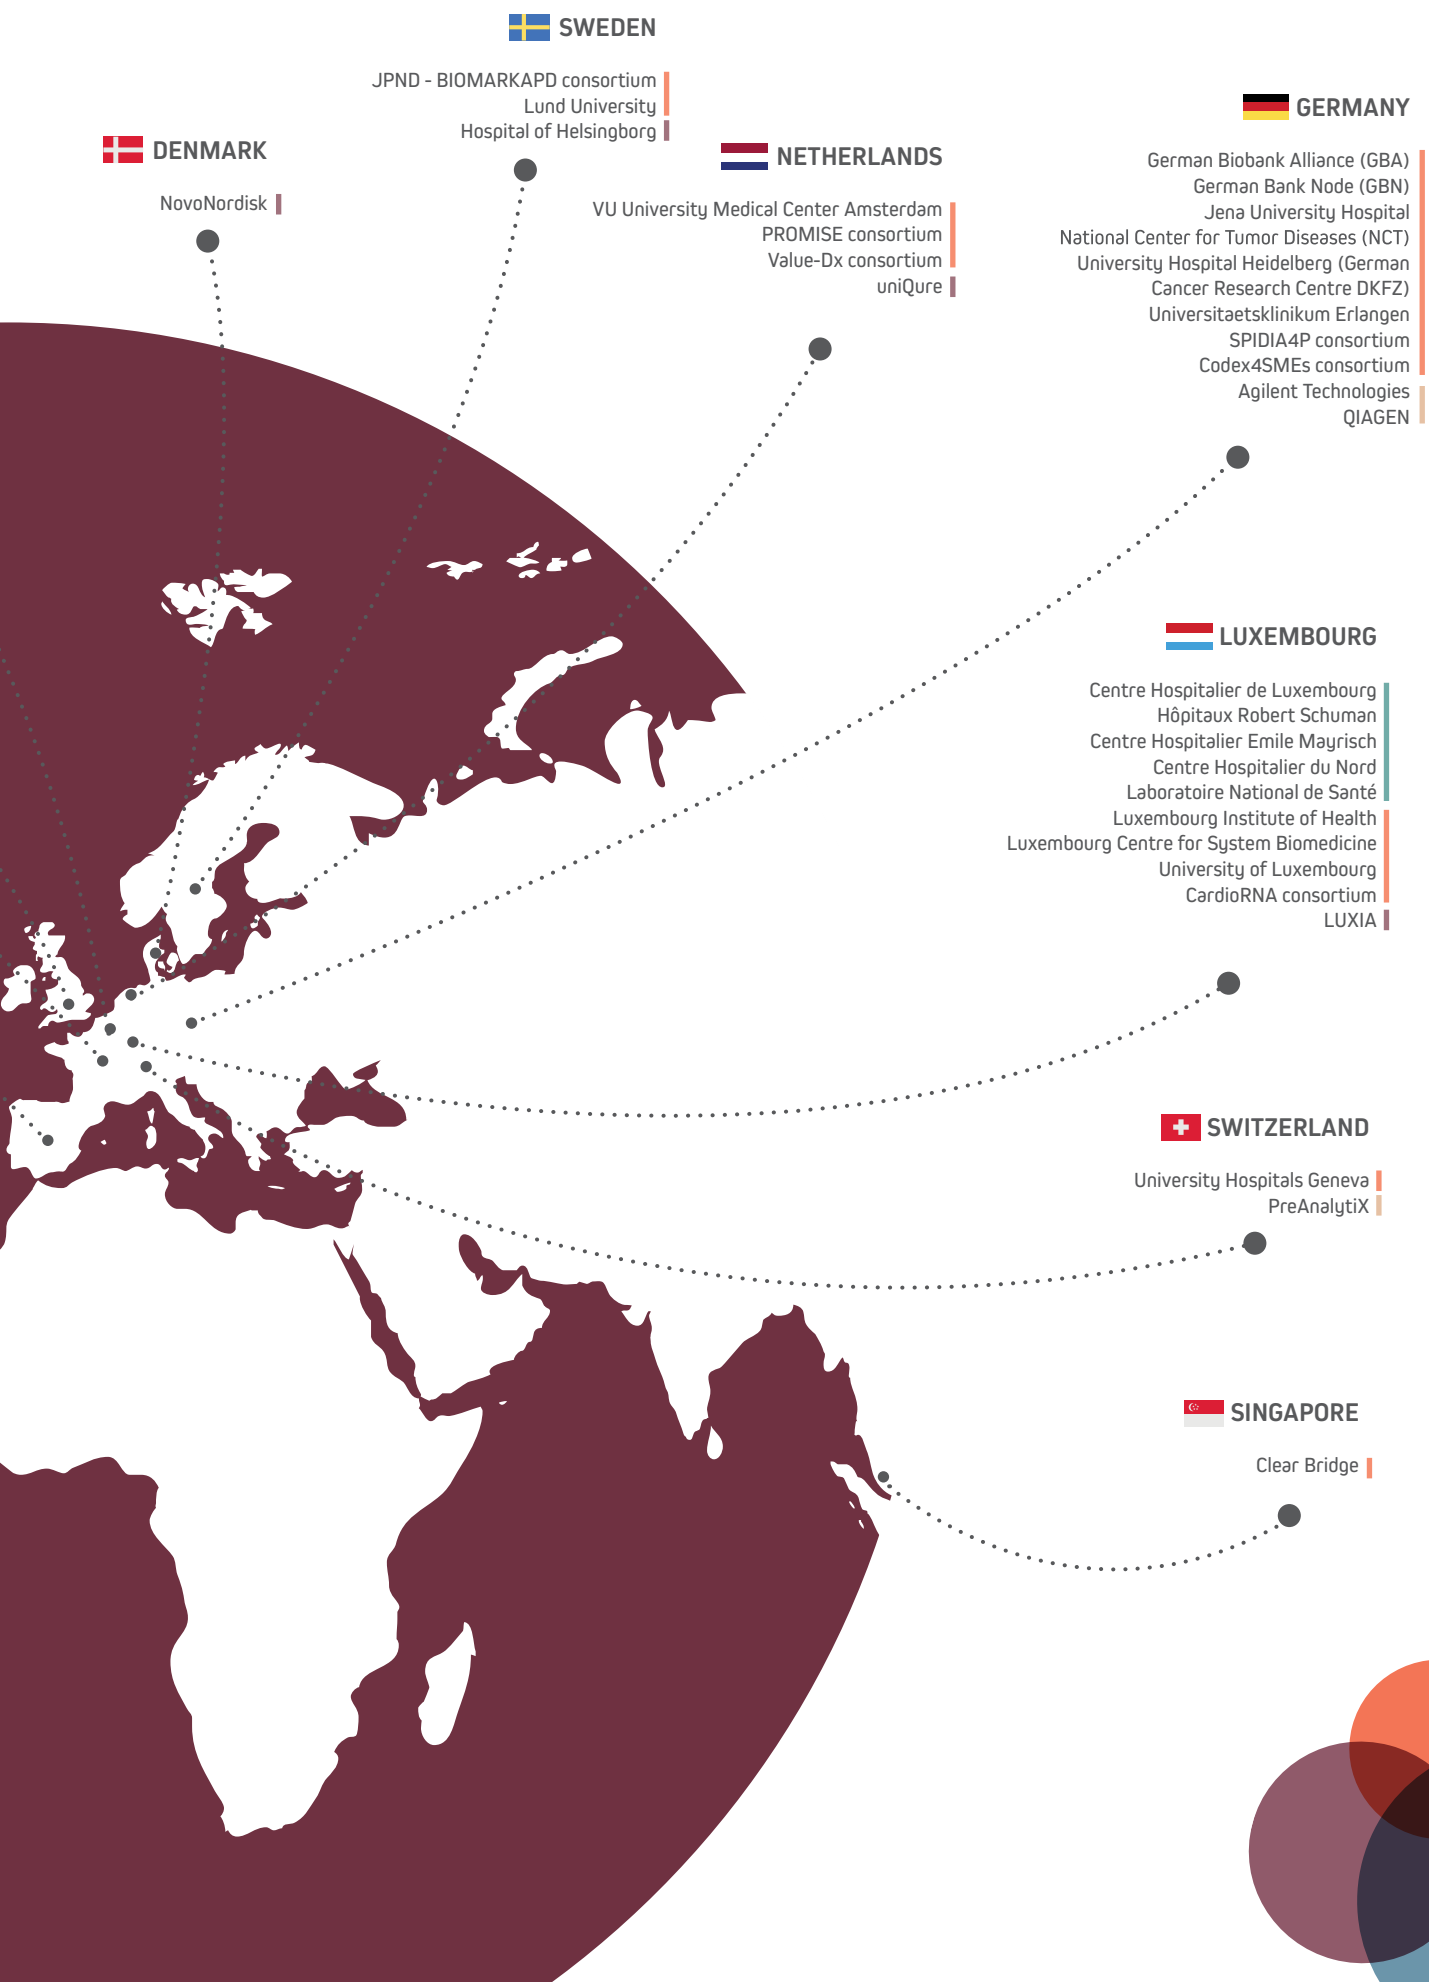 SWEDEN
JPND - BIOMARKAPD consortium
Lund University
Hospital of Helsingborg
DENMARK
NovoNordisk
NETHERLANDS
VU University Medical Center Amsterdam
PROMISE consortium
Value-Dx consortium
uniQure
GERMANY
German Biobank Alliance (GBA)
German Bank Node (GBN)
Jena University Hospital
National Center for Tumor Diseases (NCT)
University Hospital Heidelberg (German
Cancer Research Centre DKFZ)
Universitaetsklinikum Erlangen
SPIDIA4P consortium
Codex4SMEs consortium
Agilent Technologies
QIAGEN
LUXEMBOURG
Centre Hospitalier de Luxembourg
Hôpitaux Robert Schuman
Centre Hospitalier Emile Mayrisch
Centre Hospitalier du Nord
Laboratoire National de Santé
Luxembourg Institute of Health
Luxembourg Centre for System Biomedicine
University of Luxembourg
CardioRNA consortium
LUXIA
SWITZERLAND
University Hospitals Geneva
PreAnalytiX
SINGAPORE
Clear Bridge